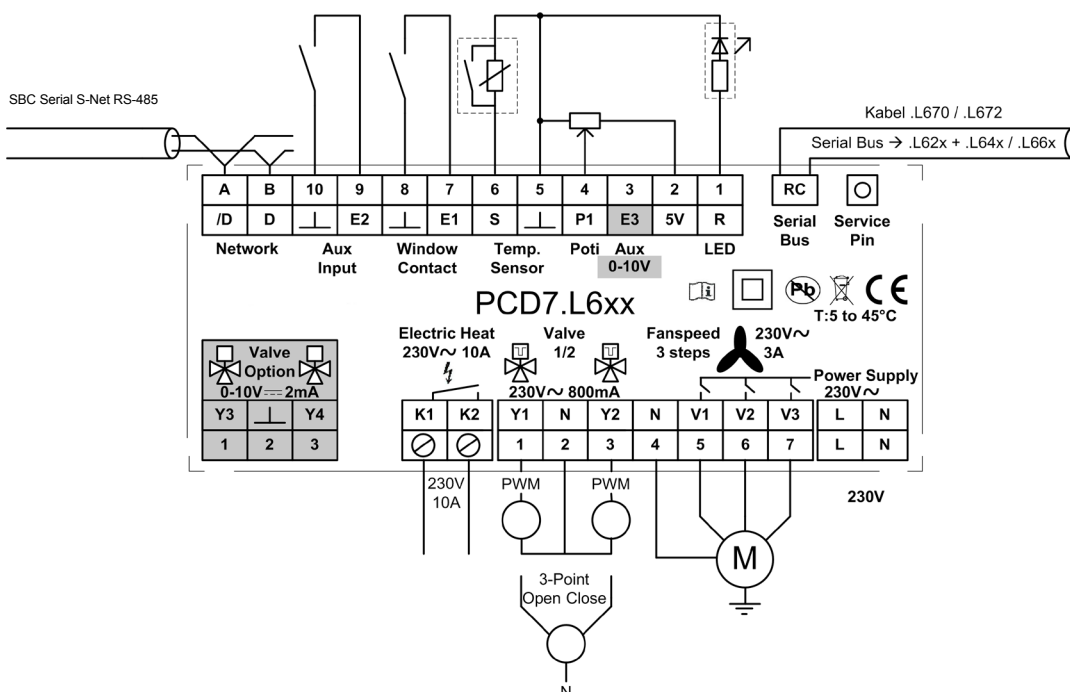 SBC Serial S-Net RS-485
Kabel .L670 / .L672
Serial Bus → .L62x + .L64x / .L66x
A B 10 9 8 7 6 5 4 3 2 1
/D D ⊥ E2 ⊥ E1 S ⊥ P1 E3 5V R
RC
Network
Aux
Input
Window
Contact
Temp.
Sensor
Poti
Aux
0-10V
LED
Serial
Bus
Service
Pin
PCD7.L6xx
i
Pb
CE
T:5 to 45°C
Valve
Option
0-10V⎓2mA
Y3 ⊥ Y4
1 2 3
Electric Heat
230V~ 10A
Valve
1/2
230V~ 800mA
Fanspeed
3 steps
230V~
3A
Power Supply
230V~
K1 K2 Y1 N Y2 N V1 V2 V3 L N
1 2 3 4 5 6 7 L N
230V
10A
PWM
PWM
230V
M
3-Point
Open Close
N